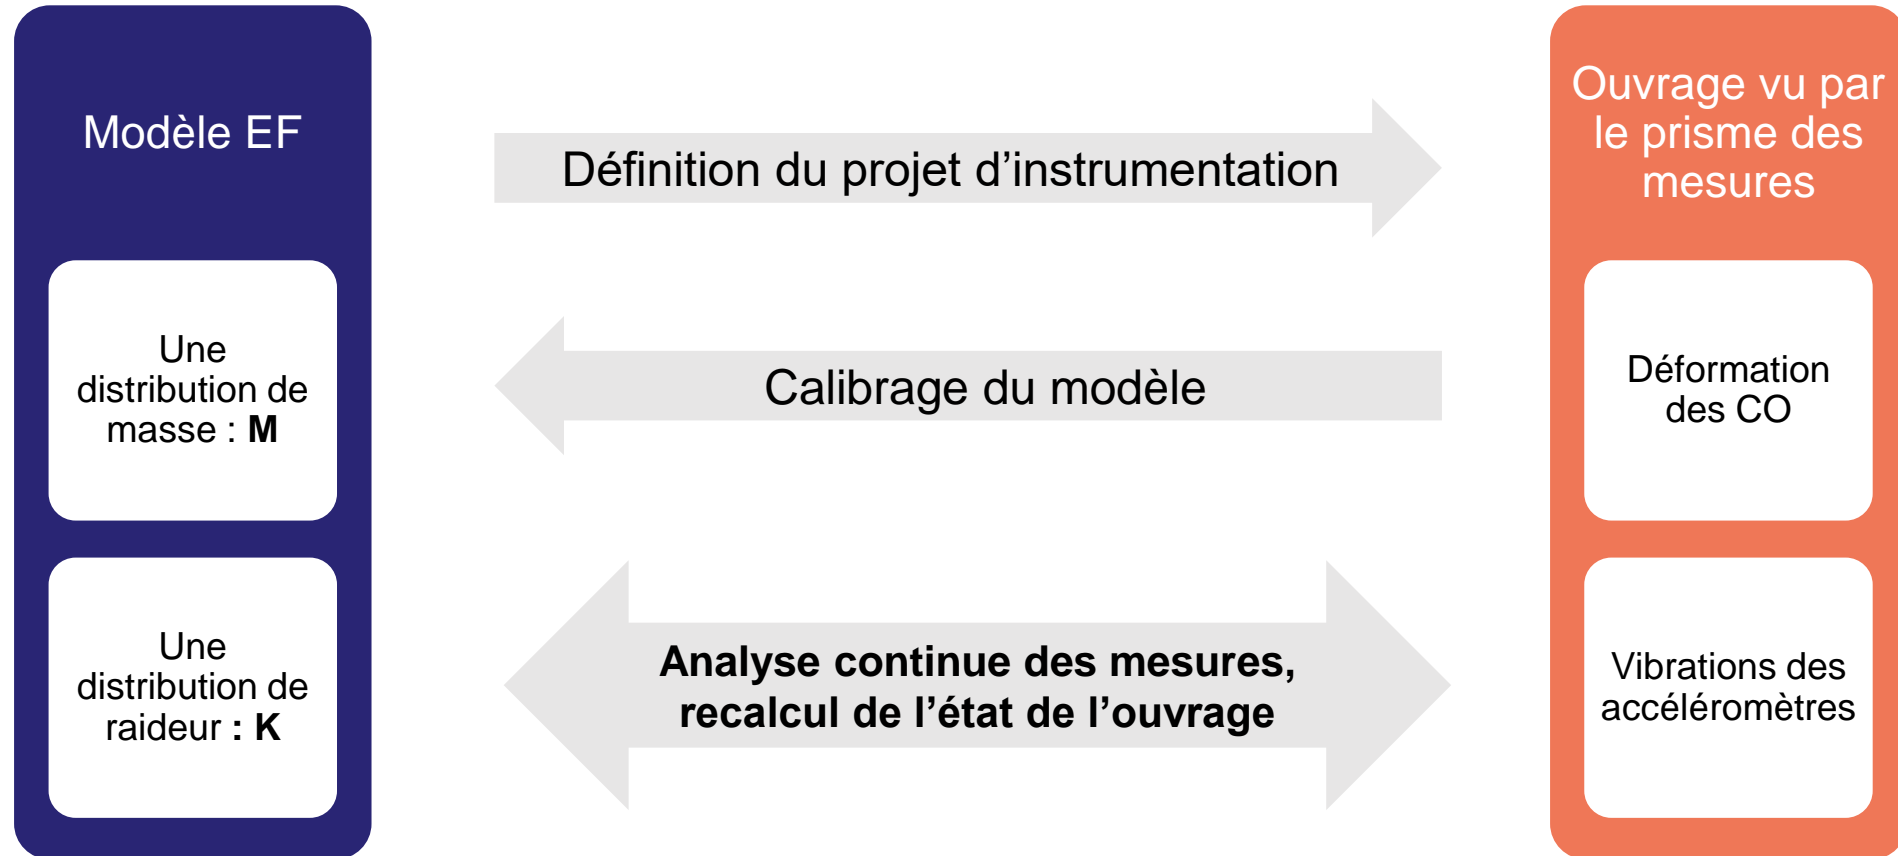 Modèle EF
Une
distribution de
masse : M
Une
distribution de
raideur : K
Définition du projet d’instrumentation
Calibrage du modèle
Analyse continue des mesures,
recalcul de l’état de l’ouvrage
Ouvrage vu par
le prisme des
mesures
Déformation
des CO
Vibrations des
accéléromètres